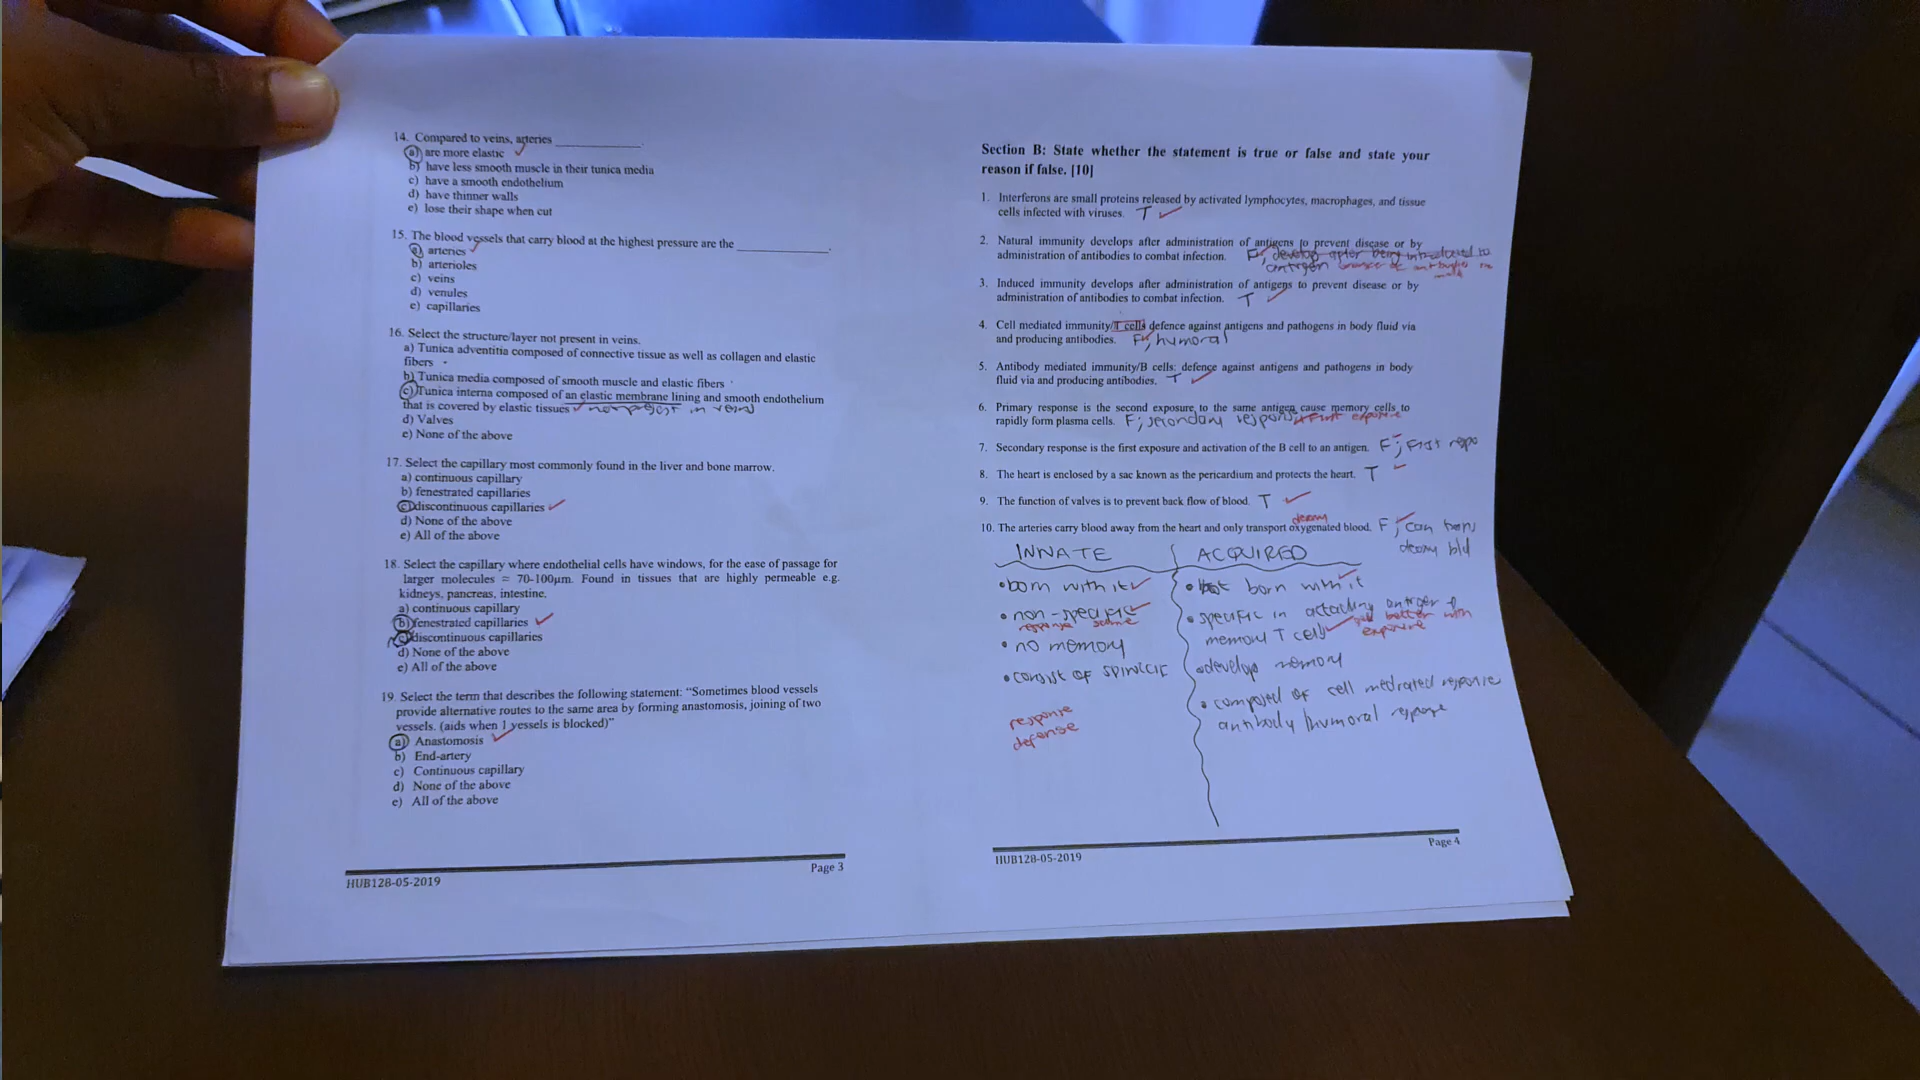 14. Compared to veins, arteries ____________.
a) are more elastic
b) have less smooth muscle in their tunica media
c) have a smooth endothelium
d) have thinner walls
e) lose their shape when cut
15. The blood vessels that carry blood at the highest pressure are the ____________.
a) arteries
b) arterioles
c) veins
d) venules
e) capillaries
16. Select the structure/layer not present in veins.
a) Tunica adventitia composed of connective tissue as well as collagen and elastic
fibers
b) Tunica media composed of smooth muscle and elastic fibers
c) Tunica interna composed of an elastic membrane lining and smooth endothelium
that is covered by elastic tissues
d) Valves
e) None of the above
17. Select the capillary most commonly found in the liver and bone marrow.
a) continuous capillary
b) fenestrated capillaries
c) discontinuous capillaries
d) None of the above
e) All of the above
18. Select the capillary where endothelial cells have windows, for the ease of passage for
larger molecules = 70-100μm. Found in tissues that are highly permeable e.g.
kidneys, pancreas, intestine.
a) continuous capillary
b) fenestrated capillaries
c) discontinuous capillaries
d) None of the above
e) All of the above
19. Select the term that describes the following statement: “Sometimes blood vessels
provide alternative routes to the same area by forming anastomosis, joining of two
vessels. (aids when 1 vessels is blocked)”
a) Anastomosis
b) End-artery
c) Continuous capillary
d) None of the above
e) All of the above
Page 3
HUB128-05-2019
Section B: State whether the statement is true or false and state your
reason if false. [10]
1. Interferons are small proteins released by activated lymphocytes, macrophages, and tissue
cells infected with viruses. T
2. Natural immunity develops after administration of antigens to prevent disease or by
administration of antibodies to combat infection. F; develop after being introduced to
antigen
3. Induced immunity develops after administration of antigens to prevent disease or by
administration of antibodies to combat infection. T
4. Cell mediated immunity/T cells defence against antigens and pathogens in body fluid via
and producing antibodies. F, humoral
5. Antibody mediated immunity/B cells: defence against antigens and pathogens in body
fluid via and producing antibodies. T
6. Primary response is the second exposure to the same antigen cause memory cells to
rapidly form plasma cells. F; secondary response first exposure
7. Secondary response is the first exposure and activation of the B cell to an antigen. F; First repo
8. The heart is enclosed by a sac known as the pericardium and protects the heart. T
9. The function of valves is to prevent back flow of blood. T
deoxy
10. The arteries carry blood away from the heart and only transport oxygenated blood. F, can trans
deoxy bld
INNATE ACQUIRED
• born with it • not born with it
• non-specific • specific in attacking antigen
response same memory T cell better with
exposure
• no memory • develops memory
• consist of
• composed of cell mediated response
antibody/humoral response
response
defense
Page 4
HUB128-05-2019